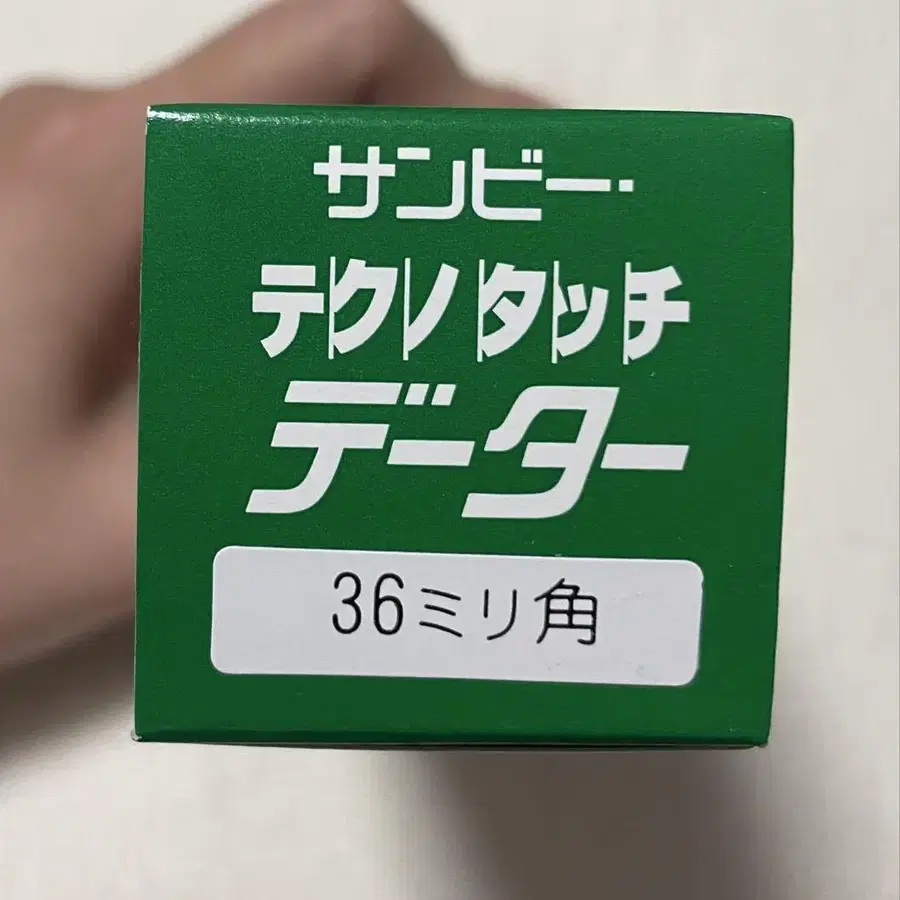 サンビー・
テクノタッチ
データー
36ミリ角